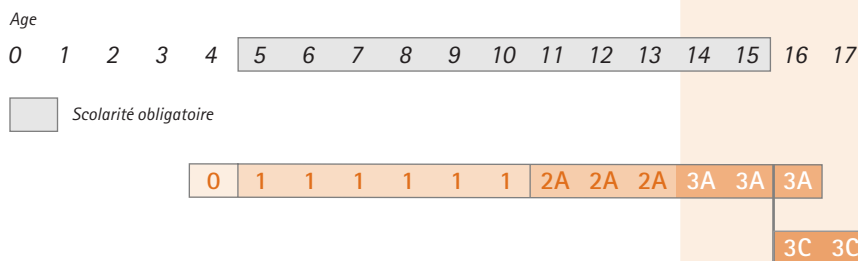 Age
0 1 2 3 4 5 6 7 8 9 10 11 12 13 14 15 16 17
Scolarité obligatoire
0 1 1 1 1 1 1 2A 2A 2A 3A 3A 3A
3C 3C